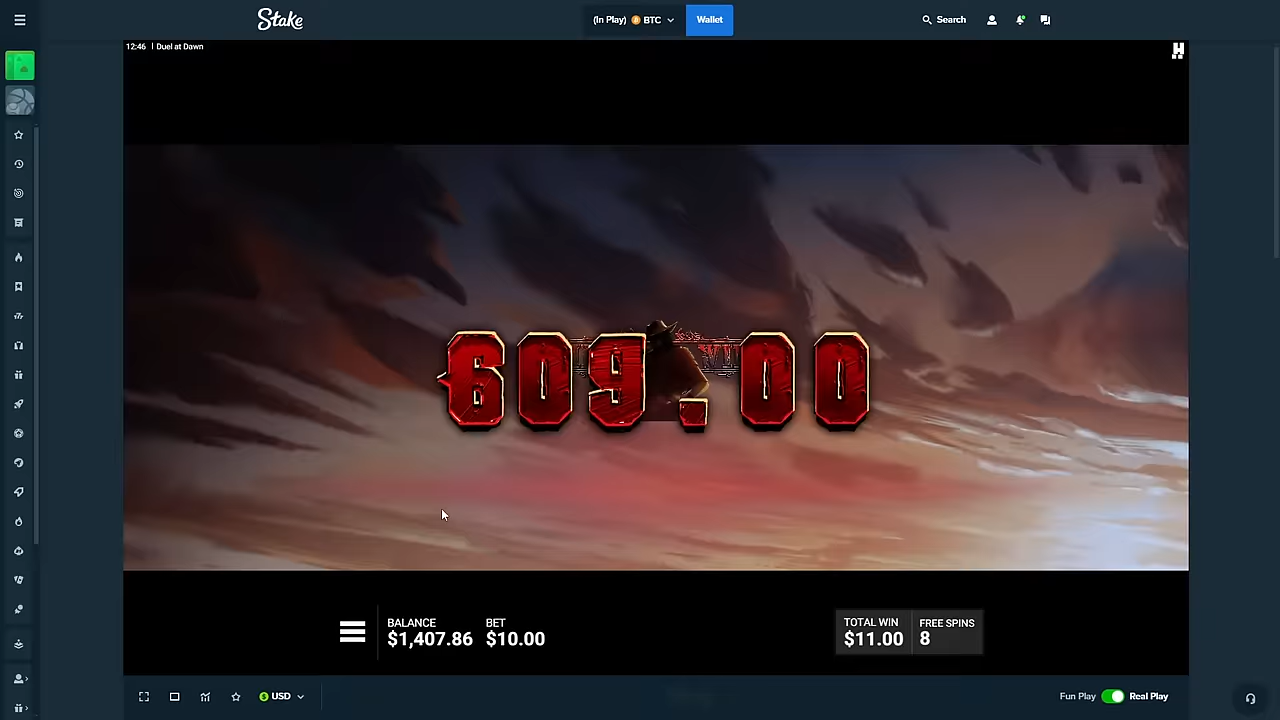 Stake
(In Play) BTC
Wallet
Search
12:46 | Duel at Dawn
609.00
BALANCE
$1,407.86
BET
$10.00
TOTAL WIN
$11.00
FREE SPINS
8
USD
Fun Play
Real Play